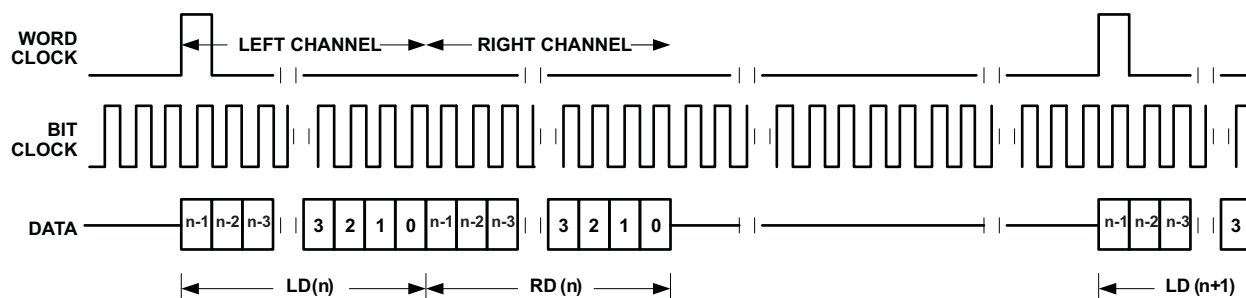 WORD
CLOCK
LEFT CHANNEL
RIGHT CHANNEL
BIT
CLOCK
DATA
n-1 n-2 n-3 3 2 1 0 n-1 n-2 n-3 3 2 1 0 n-1 n-2 n-3 3
LD(n)
RD(n)
LD (n+1)